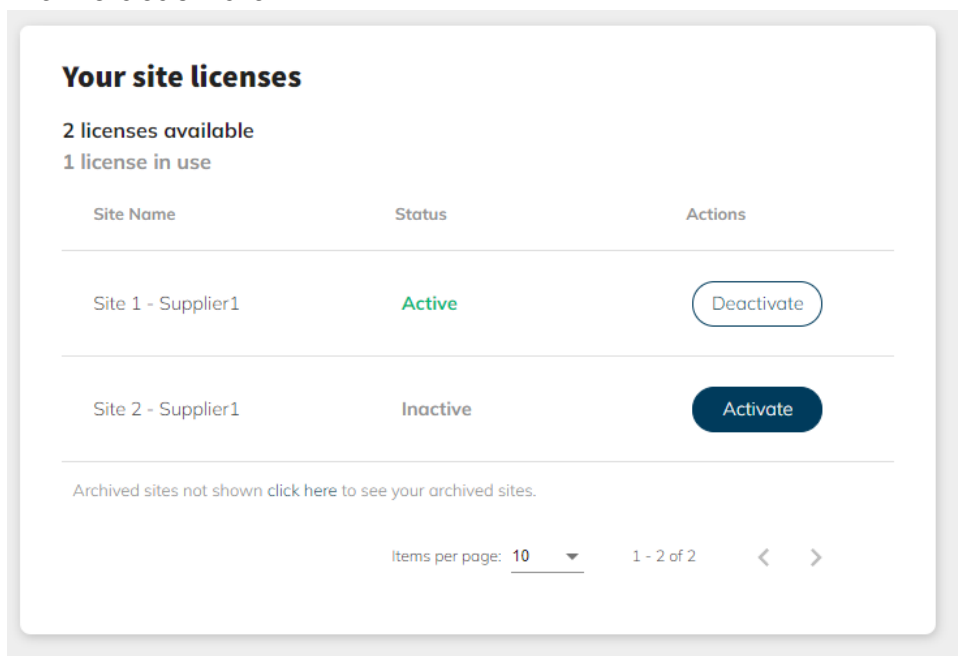 Your site licenses
2 licenses available
1 license in use
Site Name Status Actions
Site 1 - Supplier1 Active Deactivate
Site 2 - Supplier1 Inactive Activate
Archived sites not shown click here to see your archived sites.
Items per page: 10 1 - 2 of 2